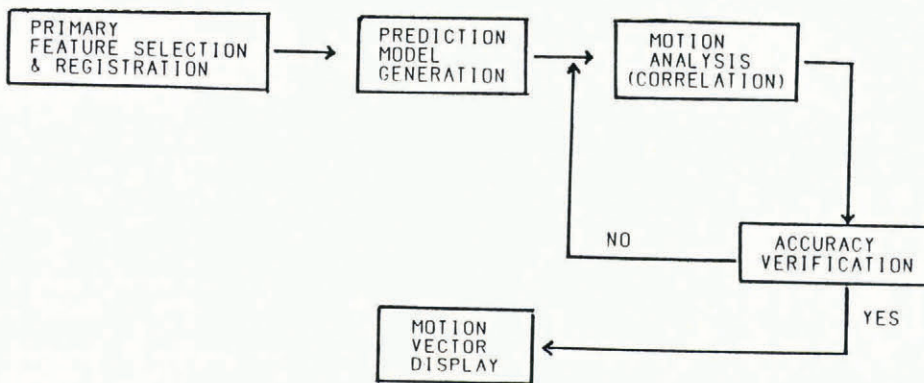 PRIMARY
FEATURE SELECTION
& REGISTRATION
PREDICTION
MODEL
GENERATION
MOTION
ANALYSIS
(CORRELATION)
NO
ACCURACY
VERIFICATION
YES
MOTION
VECTOR
DISPLAY